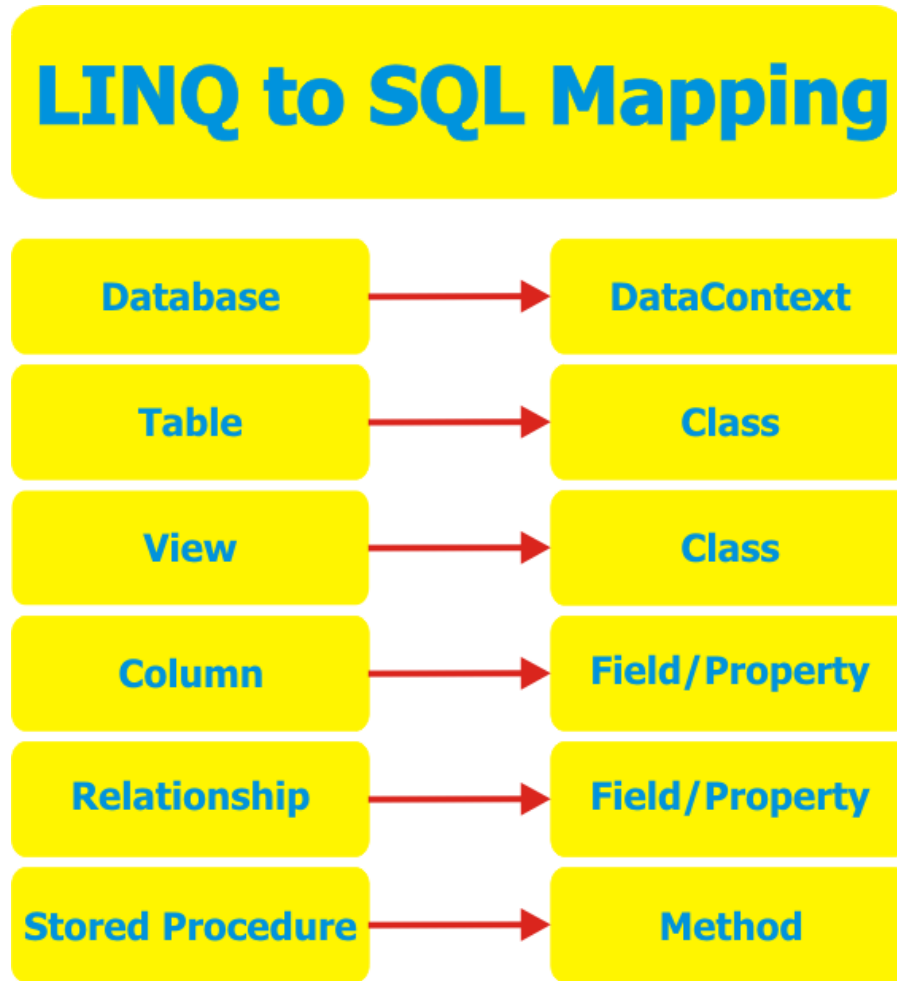 LINQ to SQL Mapping
Database
DataContext
Table
Class
View
Class
Column
Field/Property
Relationship
Field/Property
Stored Procedure
Method